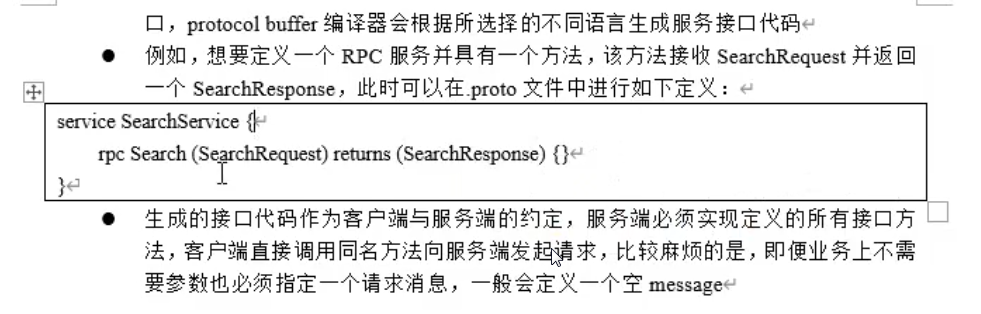 口，protocol buffer 编译器会根据所选择的不同语言生成服务接口代码
● 例如，想要定义一个 RPC 服务并具有一个方法，该方法接收 SearchRequest 并返回
一个 SearchResponse，此时可以在.proto 文件中进行如下定义：
service SearchService {
rpc Search (SearchRequest) returns (SearchResponse) {}
}
● 生成的接口代码作为客户端与服务端的约定，服务端必须实现定义的所有接口方
法，客户端直接调用同名方法向服务端发起请求，比较麻烦的是，即便业务上不需
要参数也必须指定一个请求消息，一般会定义一个空 message